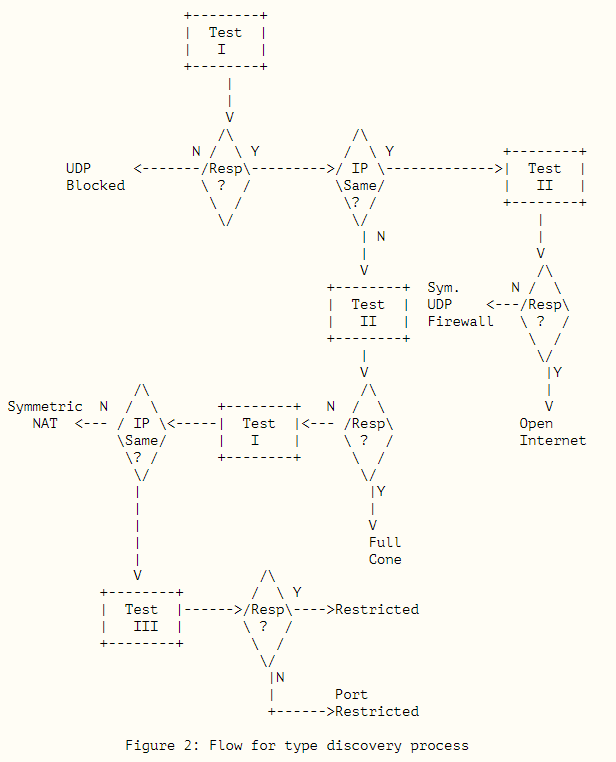 +--------+
|  Test  |
|   I    |
+--------+
|
|
V
/\              /\
N /  \ Y          /  \ Y             +--------+
UDP     <-------/Resp\--------->/ IP \------------->|  Test  |
Blocked         \ ?  /          \Same/              |   II   |
\  /            \? /               +--------+
\/              \/                    |
| N                  |
|                    V
V                    /\
+--------+  Sym.      N /  \
|  Test  |  UDP    <---/Resp\
|   II   |  Firewall   \ ?  /
+--------+              \  /
|                     \/
V                      |Y
/\                         /\                    |
Symmetric  N  /  \       +--------+   N  /  \                   V
NAT  <--- / IP \<-----|  Test  |<--- /Resp\               Open
\Same/      |   I    |     \ ?  /               Internet
\? /       +--------+      \  /
\/                         \/
|                           |Y
|                           |
|                           V
|                           Full
|                           Cone
V              /\
+--------+        /  \ Y
|  Test  |------>/Resp\---->Restricted
|   III  |       \ ?  /
+--------+        \  /
\/
|N
|       Port
+------>Restricted
Figure 2: Flow for type discovery process